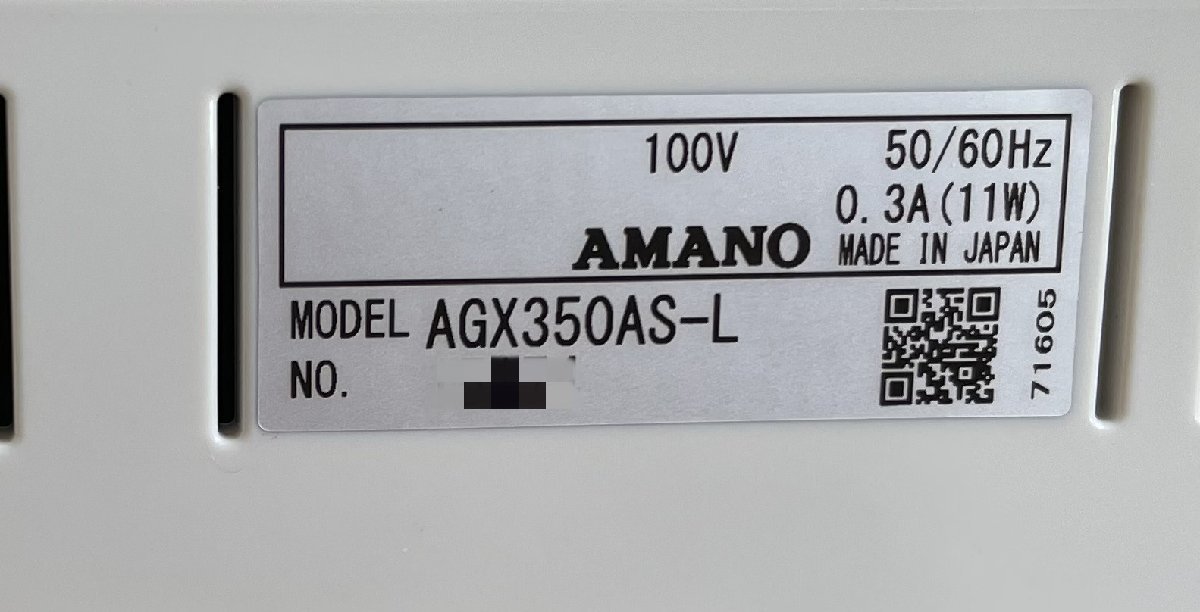 100V 50/60Hz
0.3A(11W)
AMANO MADE IN JAPAN
MODEL AGX350AS-L
NO.
71605